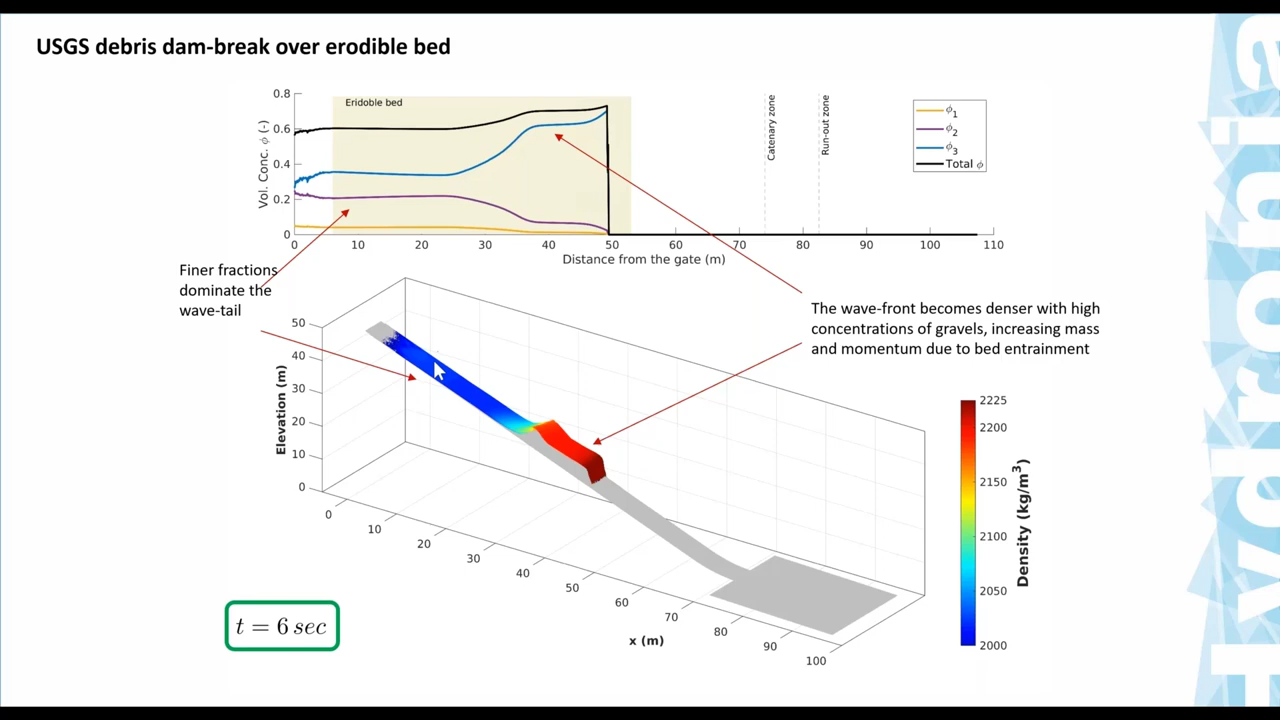 USGS debris dam-break over erodible bed
0.8
0.6
0.4
0.2
0
Vol. Conc. ϕ (-)
Eridoble bed
Catenary zone
Run-out zone
ϕ1
ϕ2
ϕ3
Total ϕ
0 10 20 30 40 50 60 70 80 90 100 110
Distance from the gate (m)
Finer fractions
dominate the
wave-tail
The wave-front becomes denser with high
concentrations of gravels, increasing mass
and momentum due to bed entrainment
50
40
30
20
10
0
Elevation (m)
0 10 20 30 40 50 60 70 80 90 100
x (m)
2225
2200
2150
2100
2050
2000
Density (kg/m³)
t = 6 sec
Hydronia